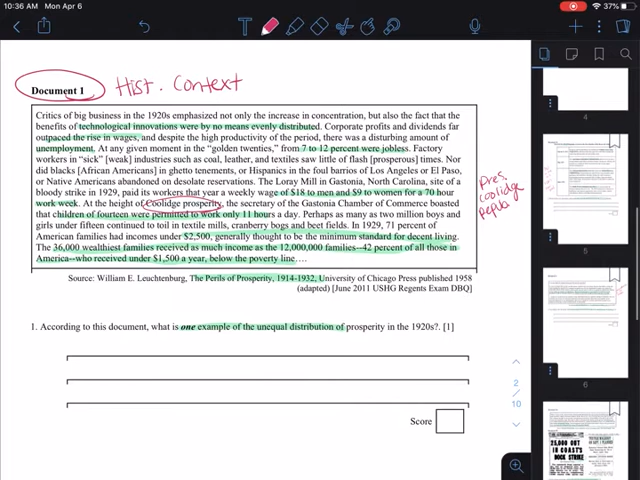 10:36 AM Mon Apr 6
37%
Document 1
Hist. Context
Critics of big business in the 1920s emphasized not only the increase in concentration, but also the fact that the
benefits of technological innovations were by no means evenly distributed. Corporate profits and dividends far
outpaced the rise in wages, and despite the high productivity of the period, there was a disturbing amount of
unemployment. At any given moment in the "golden twenties," from 7 to 12 percent were jobless. Factory
workers in "sick" [weak] industries such as coal, leather, and textiles saw little of flash [prosperous] times. Nor
did blacks [African Americans] in ghetto tenements, or Hispanics in the foul barrios of Los Angeles or El Paso,
or Native Americans abandoned on desolate reservations. The Loray Mill in Gastonia, North Carolina, site of a
bloody strike in 1929, paid its workers that year a weekly wage of $18 to men and $9 to women for a 70 hour
work week. At the height of Coolidge prosperity, the secretary of the Gastonia Chamber of Commerce boasted
that children of fourteen were permitted to work only 11 hours a day. Perhaps as many as two million boys and
girls under fifteen continued to toil in textile mills, cranberry bogs and beet fields. In 1929, 71 percent of
American families had incomes under $2,500, generally thought to be the minimum standard for decent living.
The 36,000 wealthiest families received as much income as the 12,000,000 families--42 percent of all those in
America--who received under $1,500 a year, below the poverty line....
Pres.
coolidge
Source: William E. Leuchtenburg, The Perils of Prosperity, 1914-1932, University of Chicago Press published 1958
(adapted) [June 2011 USHG Regents Exam DBQ]
1. According to this document, what is one example of the unequal distribution of prosperity in the 1920s?. [1]
Score
2
10
4
5
6
25,000 OUT
IN COAST'S
DOCK STRIKE